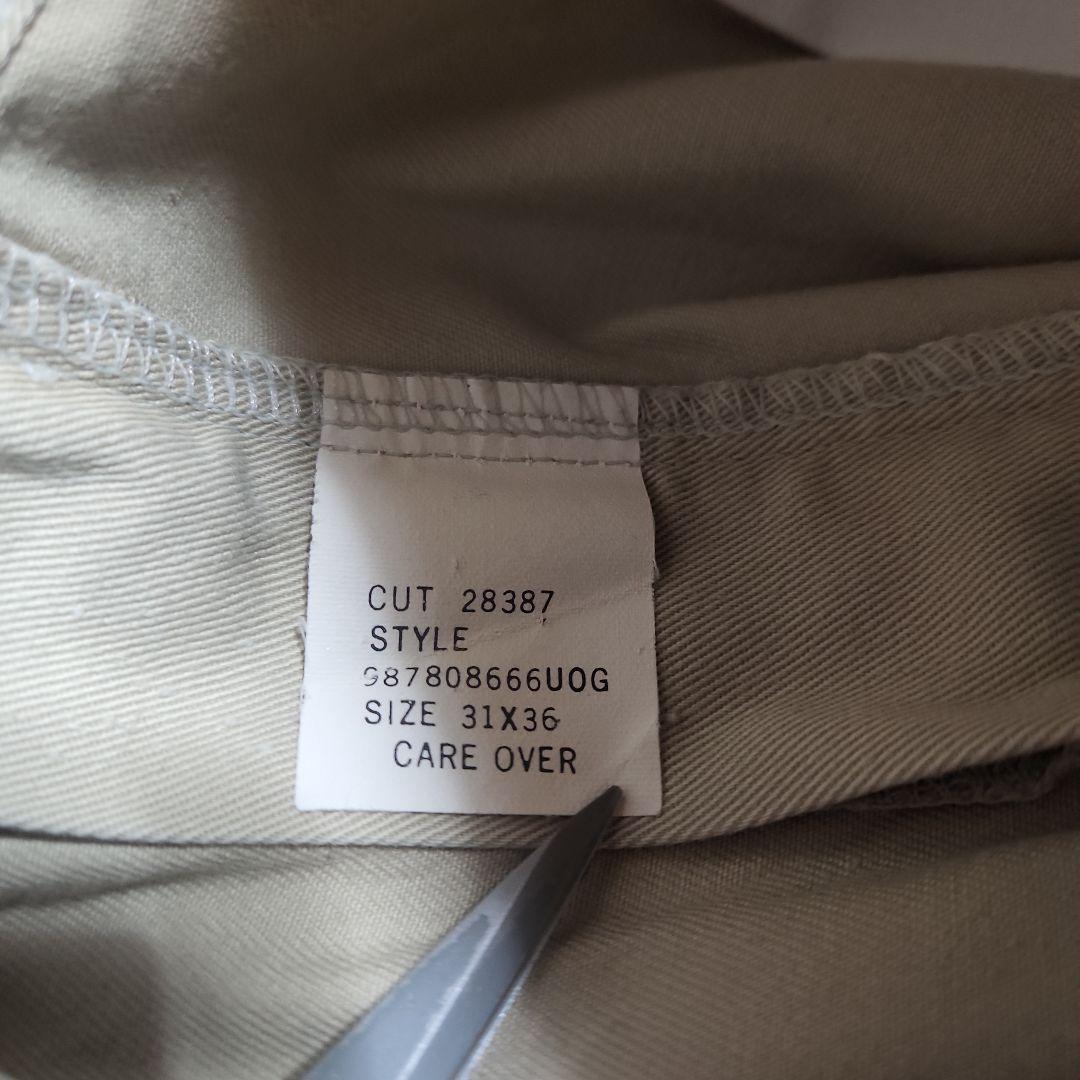 CUT 28387
STYLE
987808666UOG
SIZE 31X36
CARE OVER